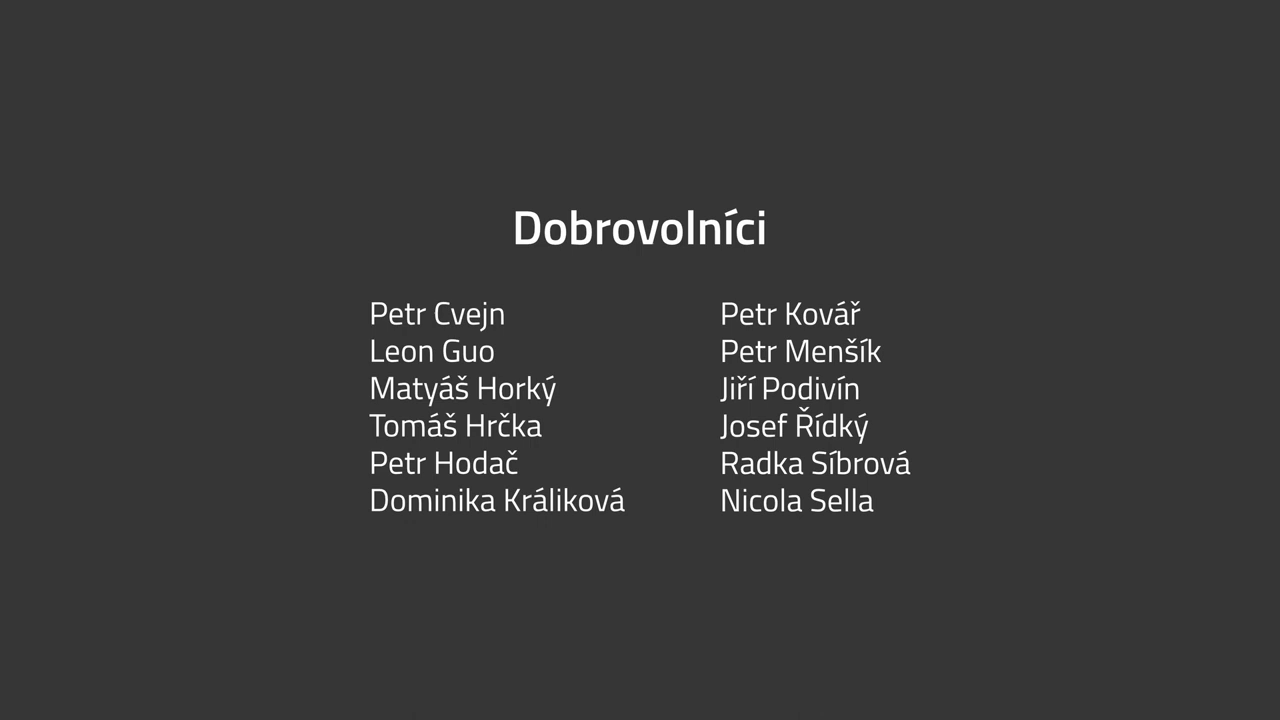 Dobrovolníci
Petr Cvejn
Leon Guo
Matyáš Horký
Tomáš Hrčka
Petr Hodač
Dominika Králiková
Petr Kovář
Petr Menšík
Jiří Podivín
Josef Řídký
Radka Síbrová
Nicola Sella